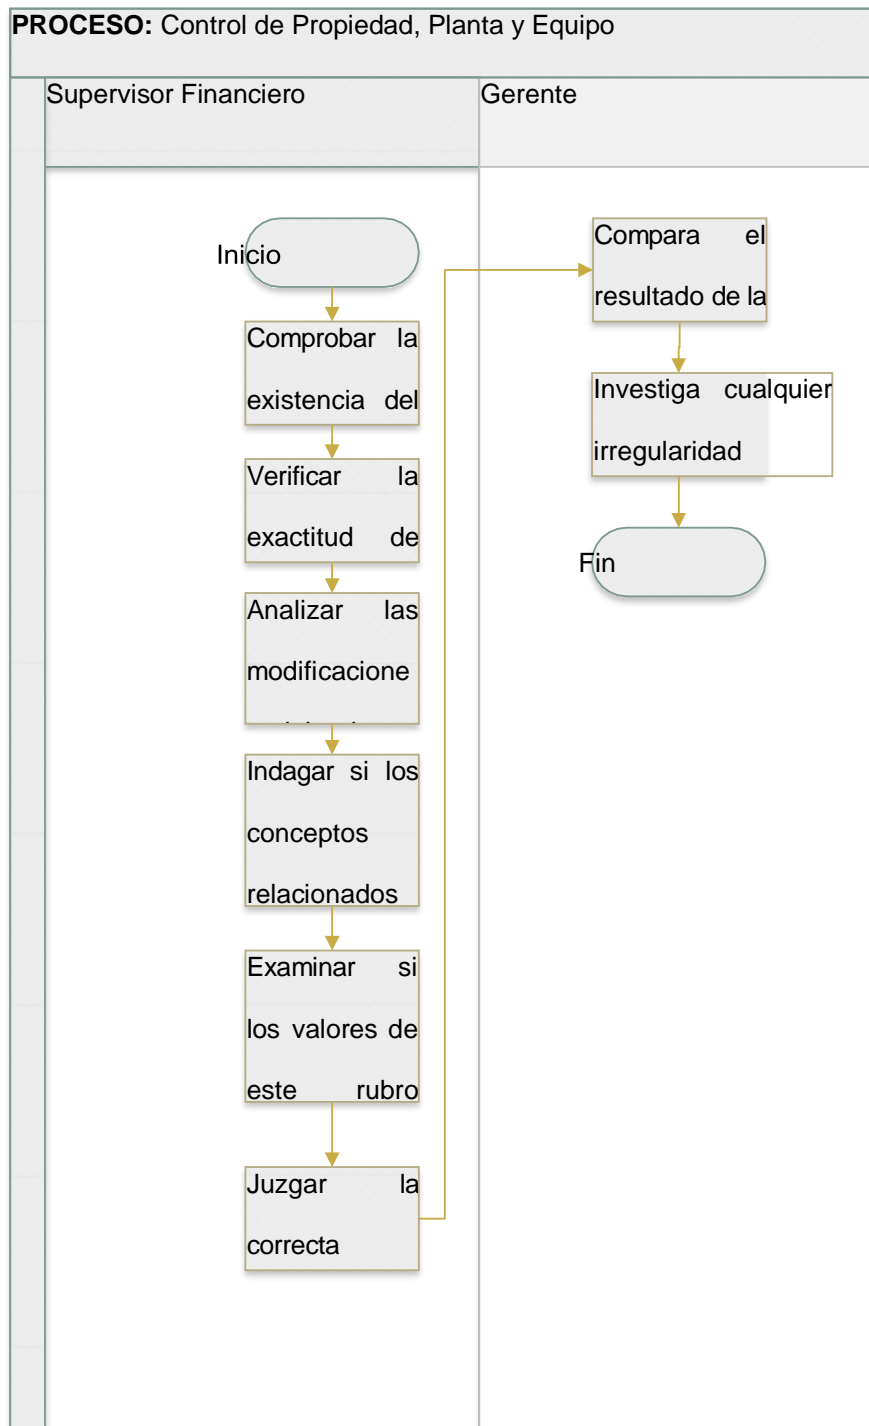 PROCESO: Control de Propiedad, Planta y Equipo
Supervisor Financiero
Gerente
Inicio
Comprobar la
existencia del
Verificar la
exactitud de
Analizar las
modificacione
Indagar si los
conceptos
relacionados
Examinar si
los valores de
este rubro
Juzgar la
correcta
Compara el
resultado de la
Investiga cualquier
irregularidad
Fin